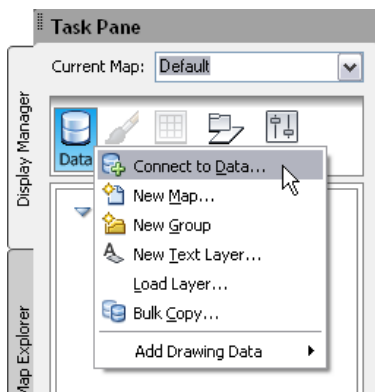 Task Pane
Current Map: Default
Display Manager
Data
Connect to Data...
New Map...
New Group
New Text Layer...
Load Layer...
Bulk Copy...
Add Drawing Data
Map Explorer